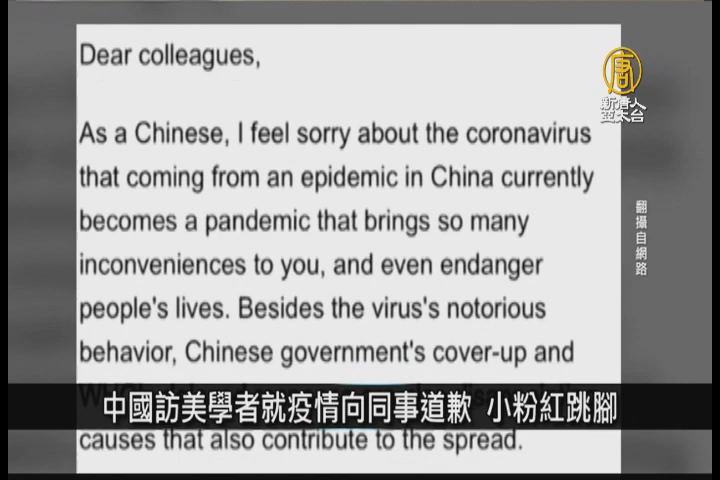 Dear colleagues,
As a Chinese, I feel sorry about the coronavirus
that coming from an epidemic in China currently
becomes a pandemic that brings so many
inconveniences to you, and even endanger
people's lives. Besides the virus's notorious
behavior, Chinese government's cover-up and
中國訪美學者就疫情向同事道歉 小粉紅跳腳
causes that also contribute to the spread.
唐
新唐人
亞太台
翻攝自網路